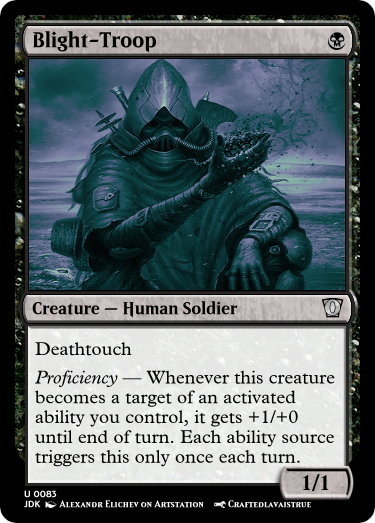 Blight-Troop
Creature — Human Soldier
Deathtouch
Proficiency — Whenever this creature
becomes a target of an activated
ability you control, it gets +1/+0
until end of turn. Each ability source
triggers this only once each turn.
1/1
U 0083
JDK Alexandr Elichev on Artstation Craftedlavaistrue